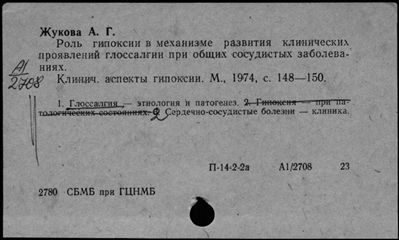 Жукова А. Г.
Роль гипоксии в механизме развития клинических
проявлений глоссалгии при общих сосудистых заболева-
ниях.
А1
2708
Клинич. аспекты гипоксии. М., 1974, с. 148—150.
1. Глоссалгия — этиология и патогенез. 2. Гипоксия — при па-
тологических состояниях. 2 Сердечно-сосудистые болезни — клиника.
П-14-2-2а А1/2708 23
2780 СБМБ при ГЦНМБ